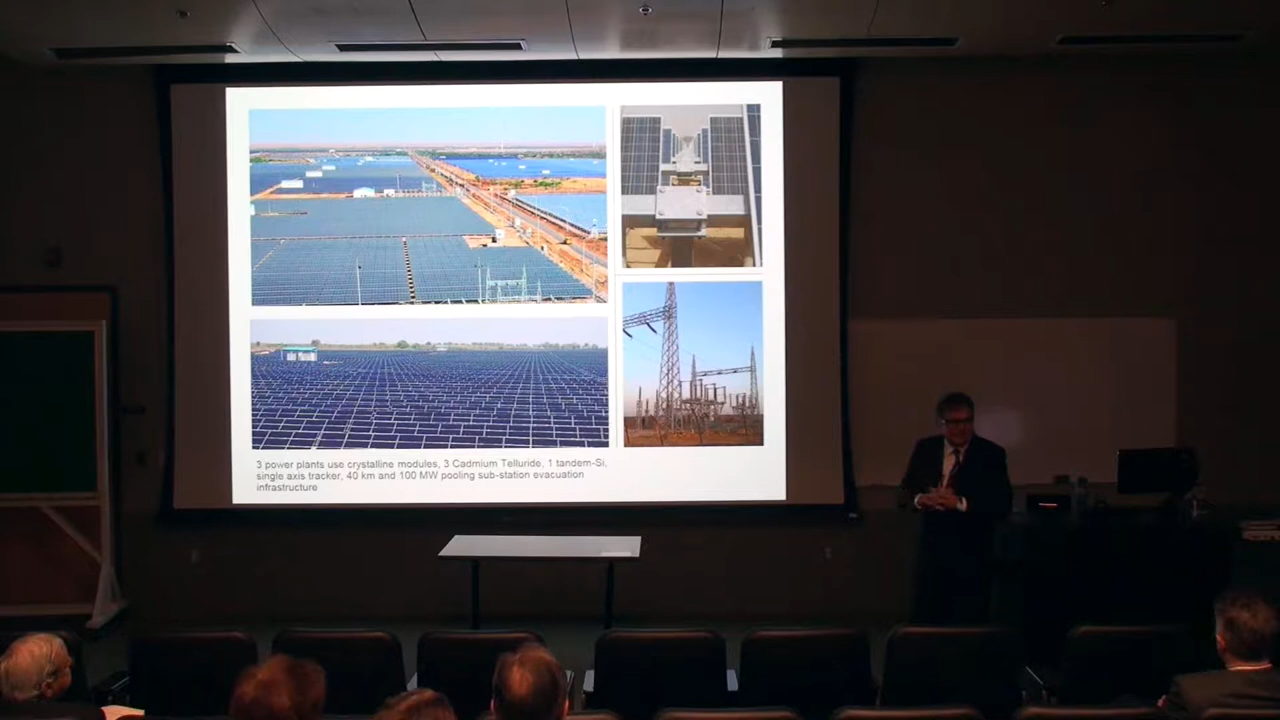 3 power plants use crystalline modules, 3 Cadmium Telluride, 1 tandem-Si,
single axis tracker, 40 km and 100 MW pooling sub-station evacuation
infrastructure